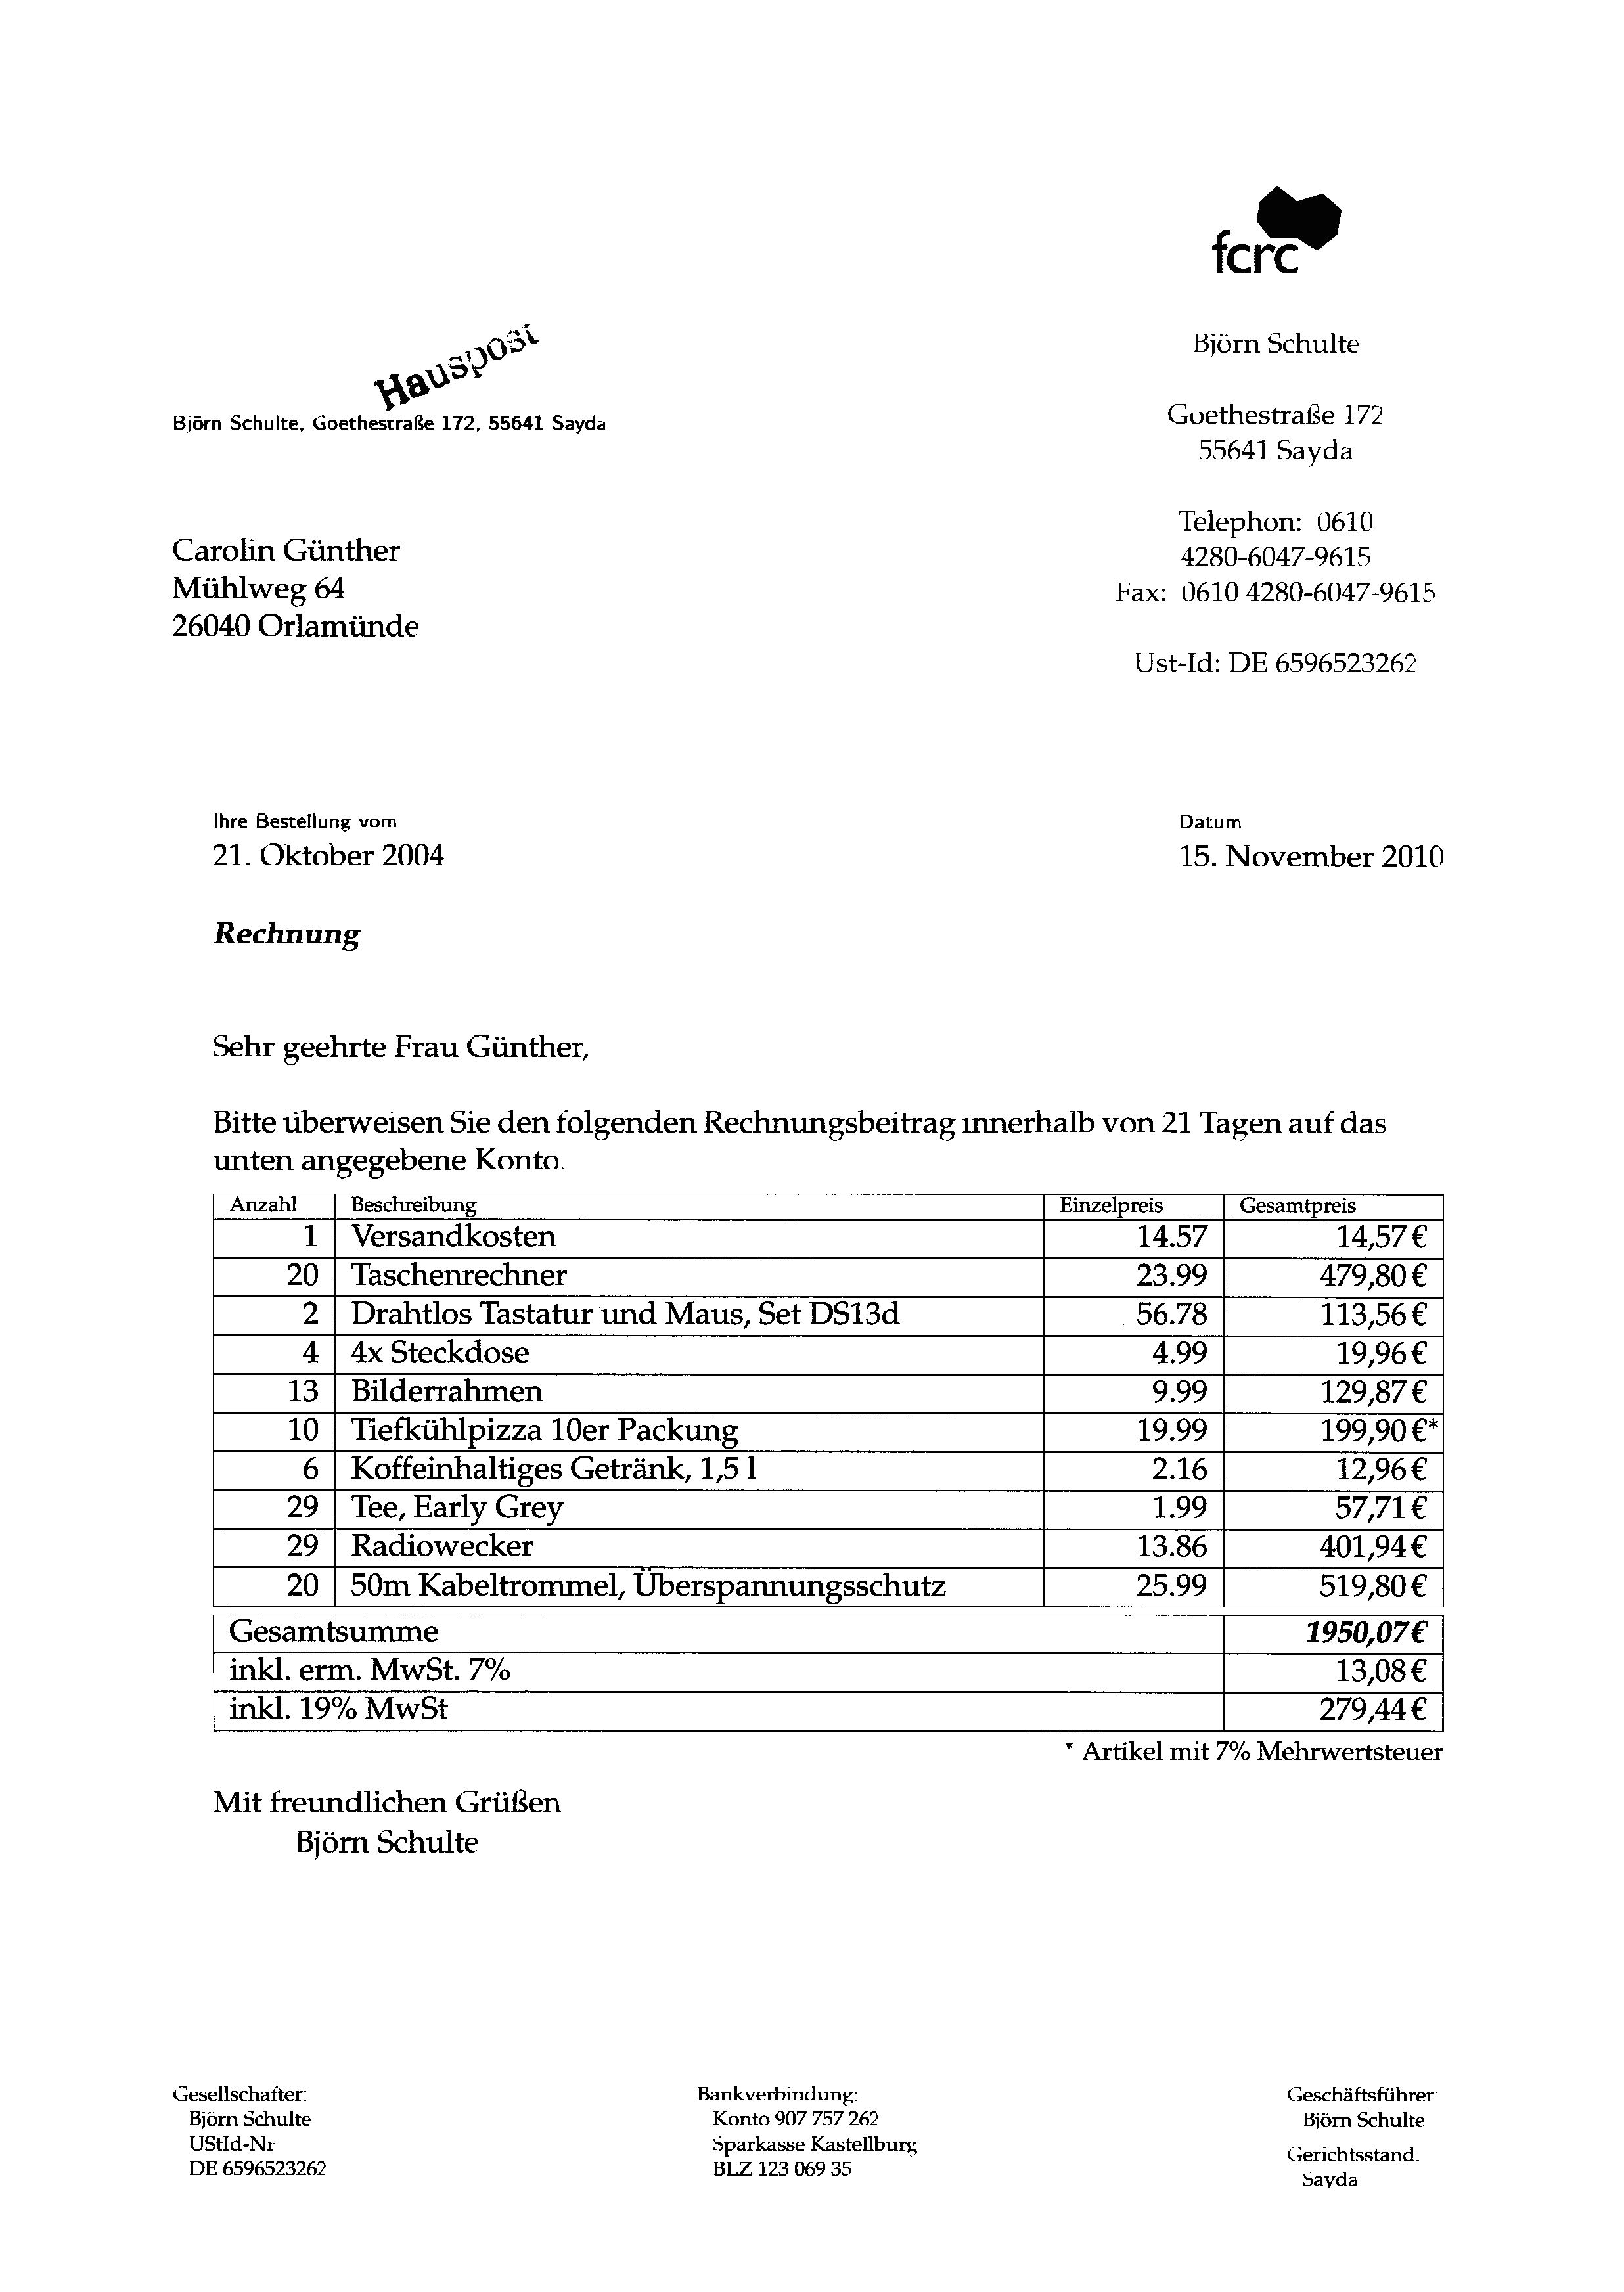 fcrc
Hauspost
Björn Schulte, Goethestraße 172, 55641 Sayda
Björn Schulte
Goethestraße 172
55641 Sayda
Telephon: 0610
4280-6047-9615
Fax: 0610 4280-6047-9615
Ust-Id: DE 6596523262
Carolin Günther
Mühlweg 64
26040 Orlamünde
Ihre Bestellung vom Datum
21. Oktober 2004 15. November 2010
Rechnung
Sehr geehrte Frau Günther,
Bitte überweisen Sie den folgenden Rechnungsbeitrag innerhalb von 21 Tagen auf das
unten angegebene Konto.
Anzahl Beschreibung Einzelpreis Gesamtpreis
1 Versandkosten 14.57 14,57€
20 Taschenrechner 23.99 479,80€
2 Drahtlos Tastatur und Maus, Set DS13d 56.78 113,56€
4 4x Steckdose 4.99 19,96€
13 Bilderrahmen 9.99 129,87€
10 Tiefkühlpizza 10er Packung 19.99 199,90€*
6 Koffeinhaltiges Getränk, 1,5 l 2.16 12,96€
29 Tee, Early Grey 1.99 57,71€
29 Radiowecker 13.86 401,94€
20 50m Kabeltrommel, Überspannungsschutz 25.99 519,80€
Gesamtsumme 1950,07€
inkl. erm. MwSt. 7% 13,08€
inkl. 19% MwSt 279,44€
* Artikel mit 7% Mehrwertsteuer
Mit freundlichen Grüßen
Björn Schulte
Gesellschafter:
Björn Schulte
UStId-Nr
DE 6596523262
Bankverbindung:
Konto 907 757 262
Sparkasse Kastellburg
BLZ 123 069 35
Geschäftsführer
Björn Schulte
Gerichtsstand:
Sayda